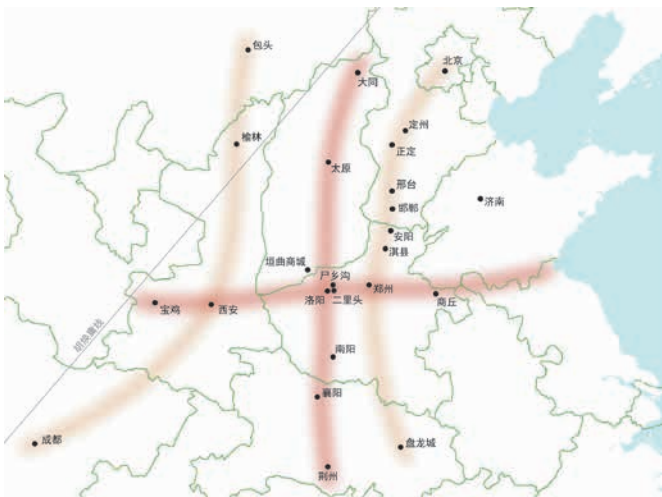 包头
北京
大同
定州
榆林
正定
太原
邢台
济南
邯郸
安阳
淇县
垣曲商城
尸乡沟
郑州
洛阳
二里头
商丘
宝鸡
西安
胡焕庸线
南阳
襄阳
成都
盘龙城
荆州